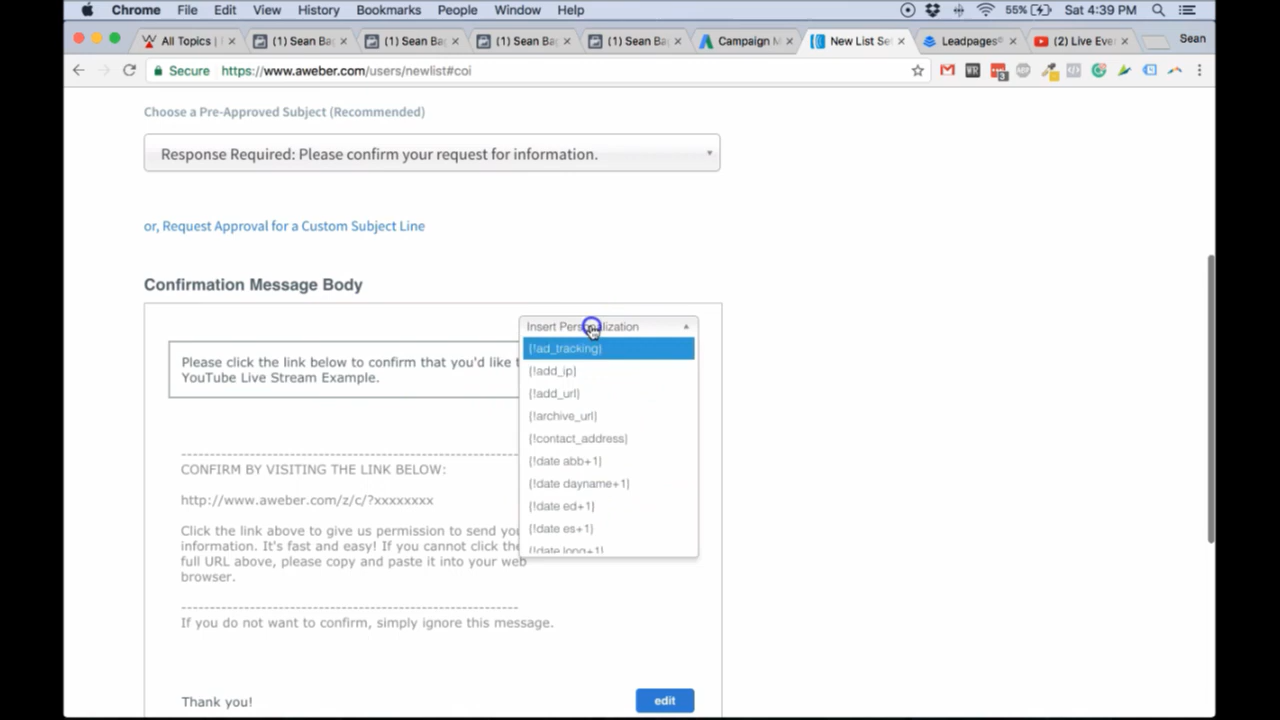 Chrome File Edit View History Bookmarks People Window Help 55% Sat 4:39 PM
All Topics | (1) Sean Ba (1) Sean Ba (1) Sean Ba (1) Sean Ba Campaign M New List Se Leadpages® (2) Live Eve Sean
Secure https://www.aweber.com/users/newlist#coi
Choose a Pre-Approved Subject (Recommended)
Response Required: Please confirm your request for information.
or, Request Approval for a Custom Subject Line
Confirmation Message Body
Insert Personalization
{!ad_tracking}
{!add_ip}
{!add_url}
{!archive_url}
{!contact_address}
{!date abb+1}
{!date dayname+1}
{!date ed+1}
{!date es+1}
{!date long+1}
Please click the link below to confirm that you'd like t
YouTube Live Stream Example.
CONFIRM BY VISITING THE LINK BELOW:
http://www.aweber.com/z/c/?xxxxxxxx
Click the link above to give us permission to send you
information. It's fast and easy! If you cannot click the
full URL above, please copy and paste it into your web
browser.
If you do not want to confirm, simply ignore this message.
Thank you!
edit